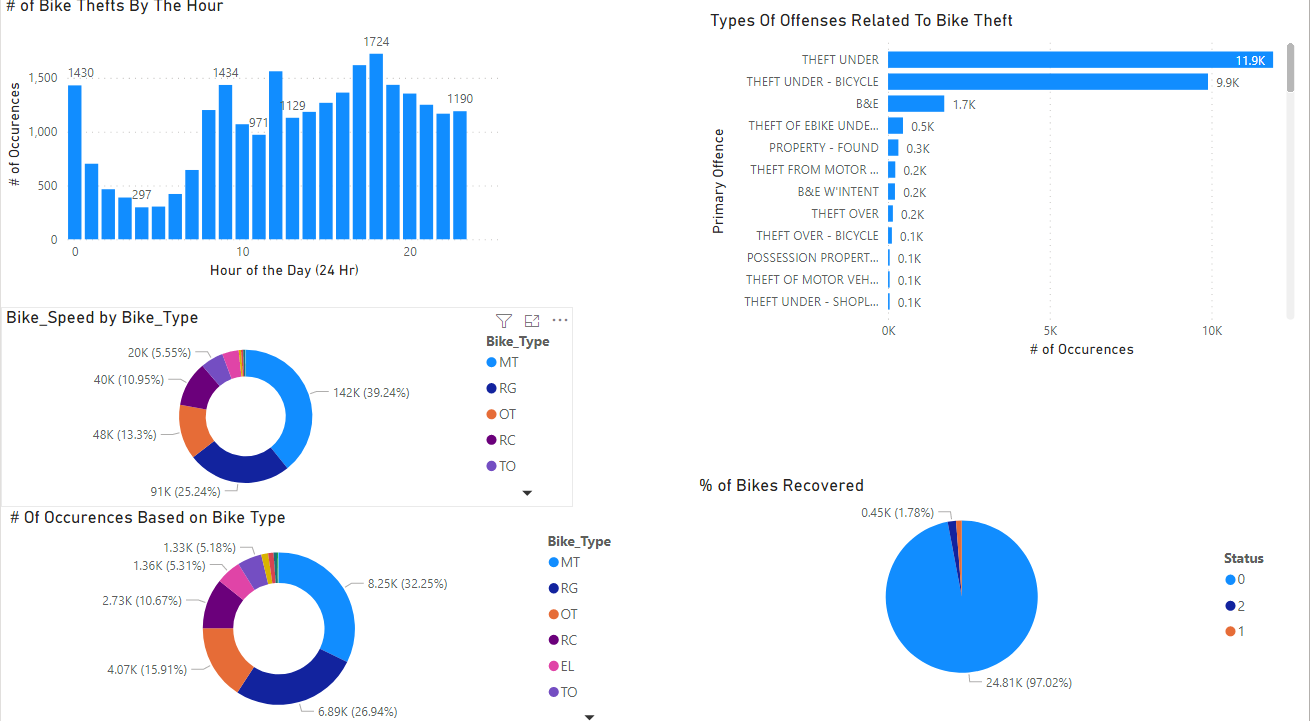 # of Bike Thefts By The Hour
# of Occurences
1,500
1,000
500
0
1430
297
1434
971
1129
1724
1190
0
10
20
Hour of the Day (24 Hr)
Types Of Offenses Related To Bike Theft
Primary Offence
THEFT UNDER
11.9K
THEFT UNDER - BICYCLE
9.9K
B&E
1.7K
THEFT OF EBIKE UNDE...
0.5K
PROPERTY - FOUND
0.3K
THEFT FROM MOTOR ...
0.2K
B&E W'INTENT
0.2K
THEFT OVER
0.2K
THEFT OVER - BICYCLE
0.1K
POSSESSION PROPERT...
0.1K
THEFT OF MOTOR VEH...
0.1K
THEFT UNDER - SHOPL...
0.1K
0K
5K
10K
# of Occurences
Bike_Speed by Bike_Type
20K (5.55%)
40K (10.95%)
48K (13.3%)
91K (25.24%)
142K (39.24%)
Bike_Type
MT
RG
OT
RC
TO
# Of Occurences Based on Bike Type
1.33K (5.18%)
1.36K (5.31%)
2.73K (10.67%)
4.07K (15.91%)
6.89K (26.94%)
8.25K (32.25%)
Bike_Type
MT
RG
OT
RC
EL
TO
% of Bikes Recovered
0.45K (1.78%)
24.81K (97.02%)
Status
0
2
1